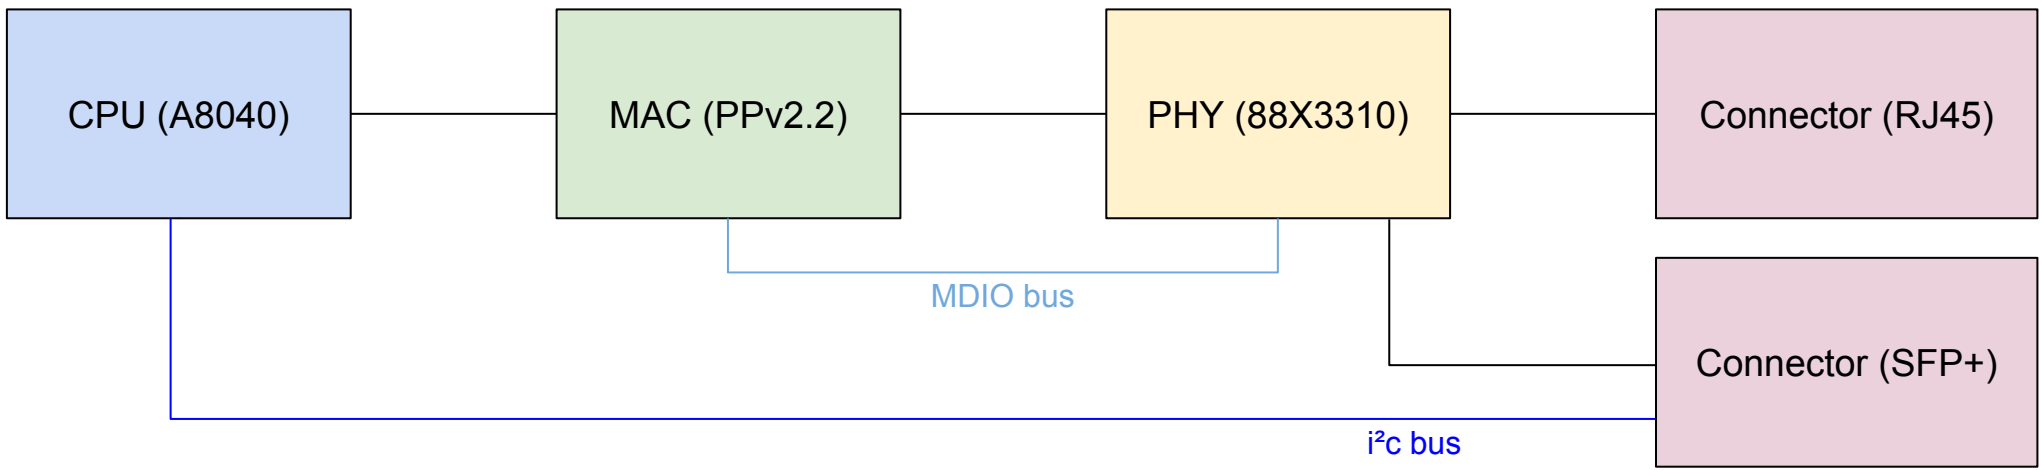 CPU (A8040)
MAC (PPv2.2)
PHY (88X3310)
Connector (RJ45)
MDIO bus
Connector (SFP+)
i²c bus